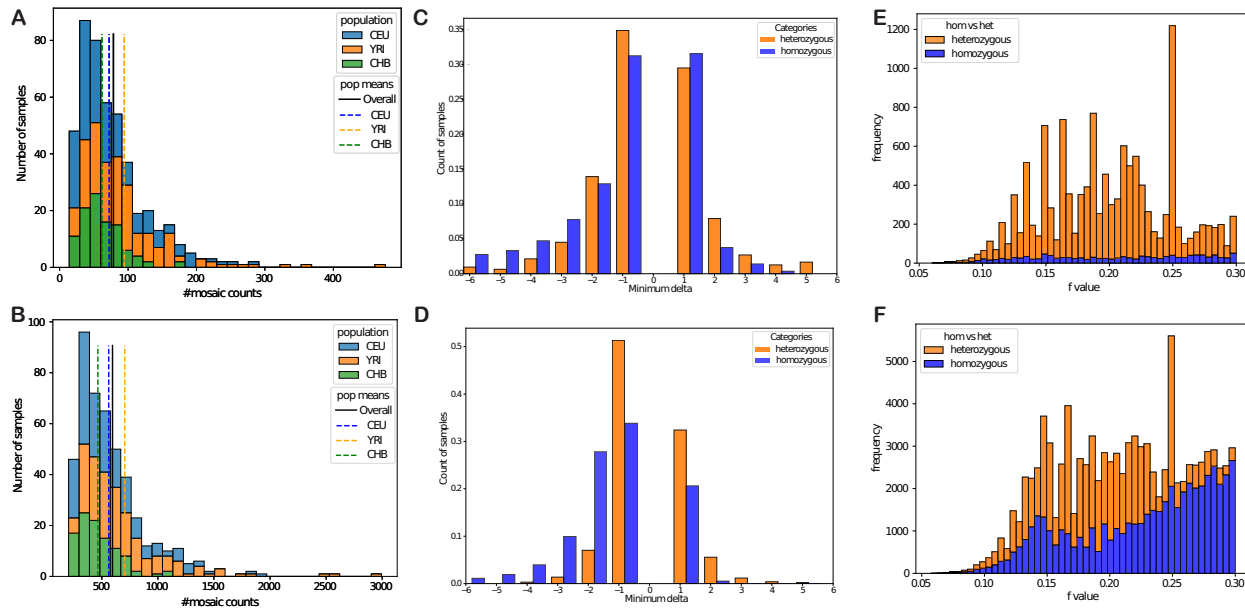 A
Number of samples
80
60
40
20
0
0 100 200 300 400
#mosaic counts
population
CEU
YRI
CHB
pop means
Overall
CEU
YRI
CHB
B
Number of samples
100
80
60
40
20
0
500 1000 1500 2000 2500 3000
#mosaic counts
population
CEU
YRI
CHB
pop means
Overall
CEU
YRI
CHB
C
Count of samples
0.35
0.30
0.25
0.20
0.15
0.10
0.05
0.00
−6 −5 −4 −3 −2 −1 0 1 2 3 4 5 6
Minimum delta
Categories
heterozygous
homozygous
D
Count of samples
0.5
0.4
0.3
0.2
0.1
0.0
−6 −5 −4 −3 −2 −1 0 1 2 3 4 5 6
Minimum delta
Categories
heterozygous
homozygous
E
frequency
1200
1000
800
600
400
200
0
0.05 0.10 0.15 0.20 0.25 0.30
f value
hom vs het
heterozygous
homozygous
F
frequency
5000
4000
3000
2000
1000
0
0.05 0.10 0.15 0.20 0.25 0.30
f value
hom vs het
heterozygous
homozygous